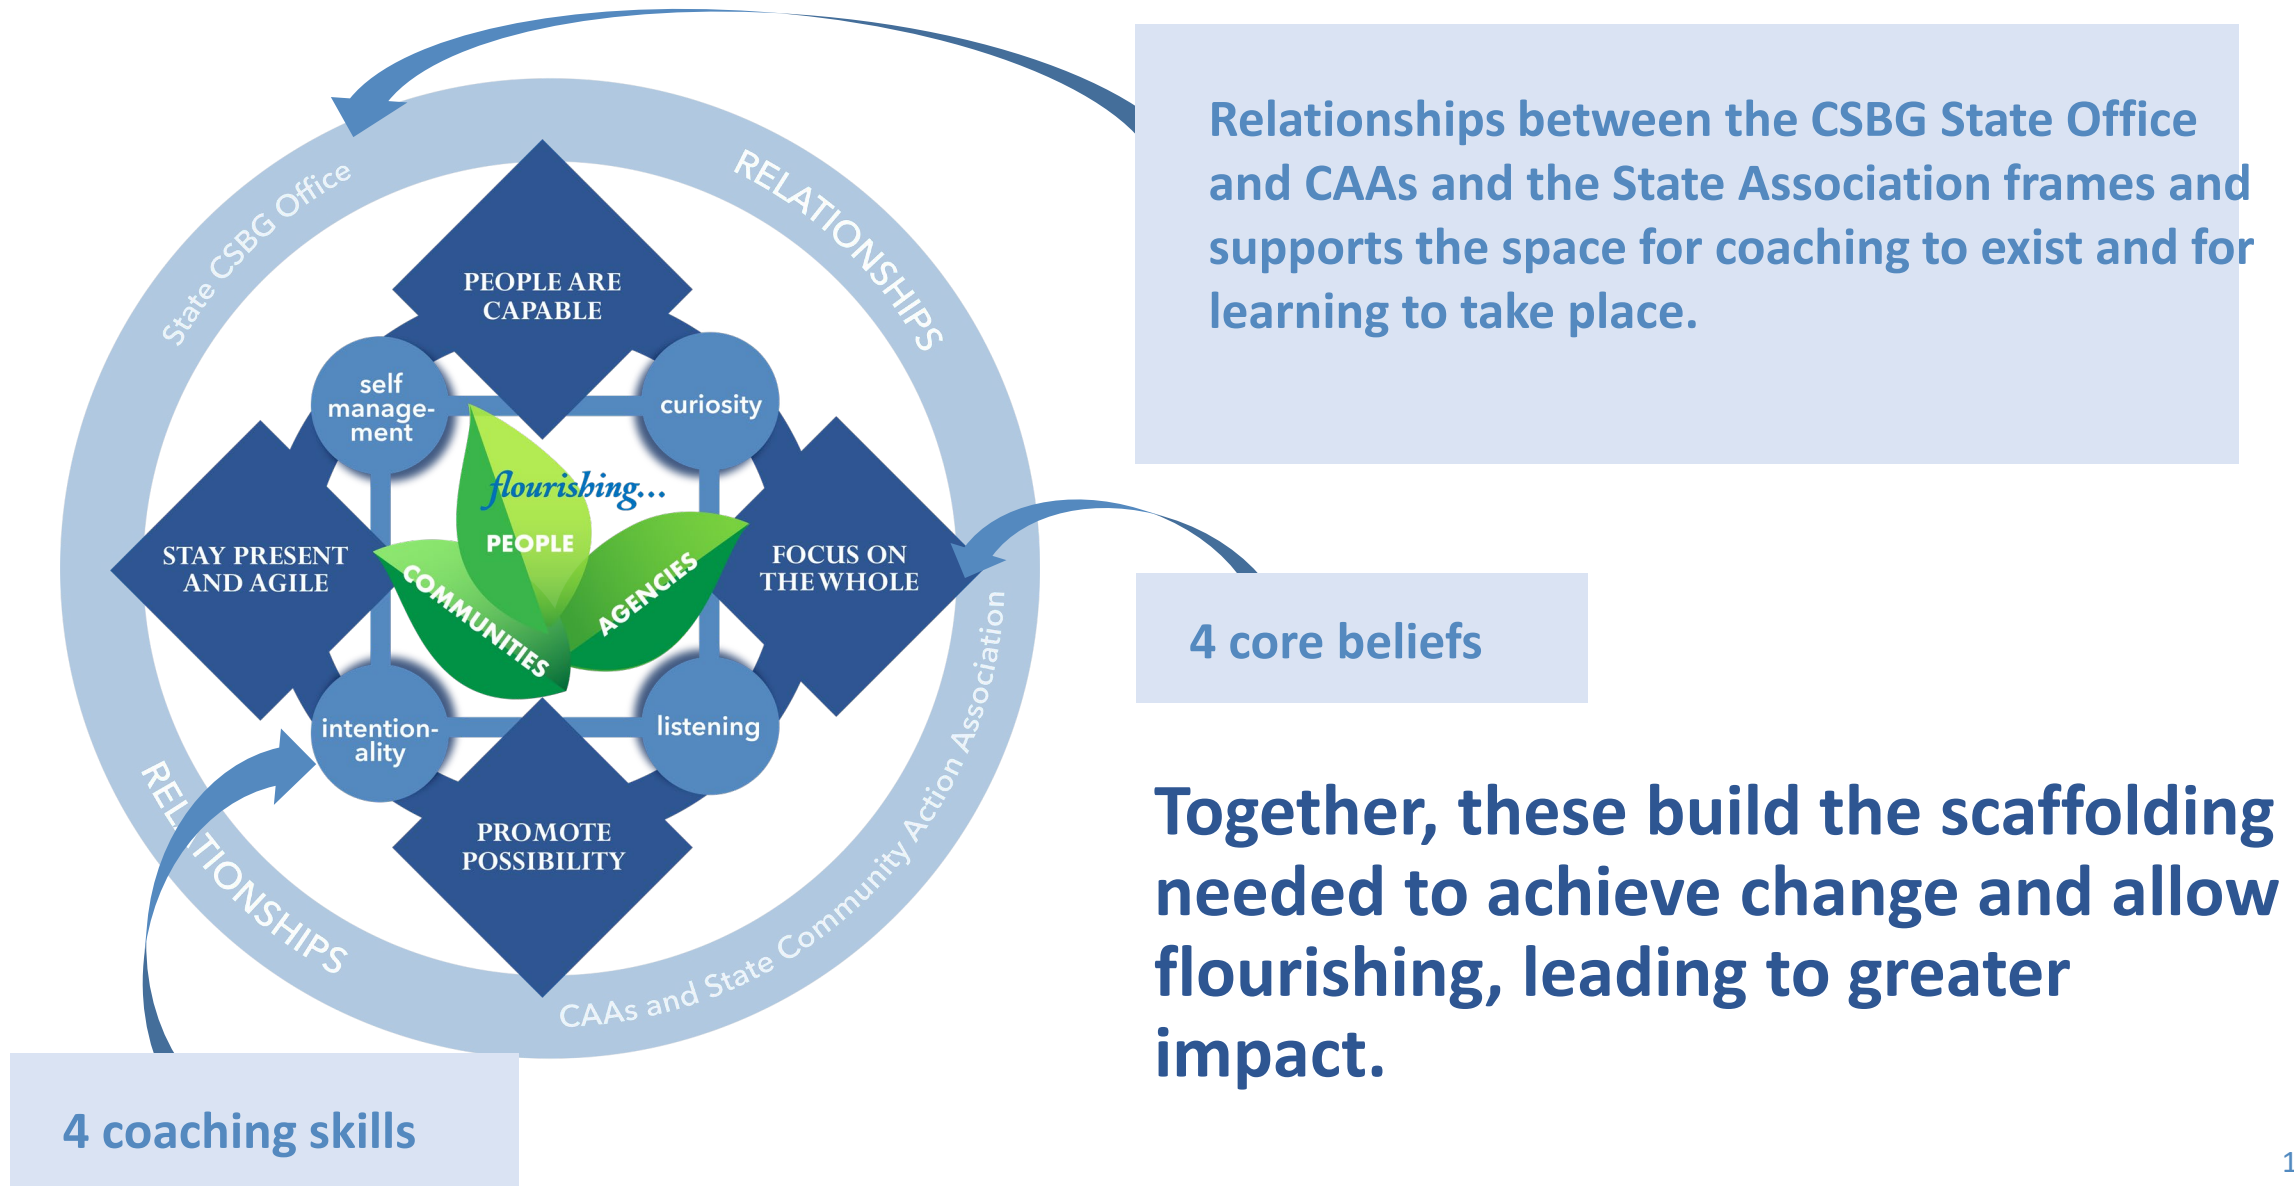 Relationships between the CSBG State Office
and CAAs and the State Association frames and
supports the space for coaching to exist and for
learning to take place.
State CSBG Office
RELATIONSHIPS
PEOPLE ARE
CAPABLE
self
manage-
ment
curiosity
flourishing...
PEOPLE
COMMUNITIES
AGENCIES
STAY PRESENT
AND AGILE
FOCUS ON
THE WHOLE
intention-
ality
listening
PROMOTE
POSSIBILITY
RELATIONSHIPS
CAAs and State Community Action Association
4 core beliefs
Together, these build the scaffolding
needed to achieve change and allow
flourishing, leading to greater
impact.
4 coaching skills
1